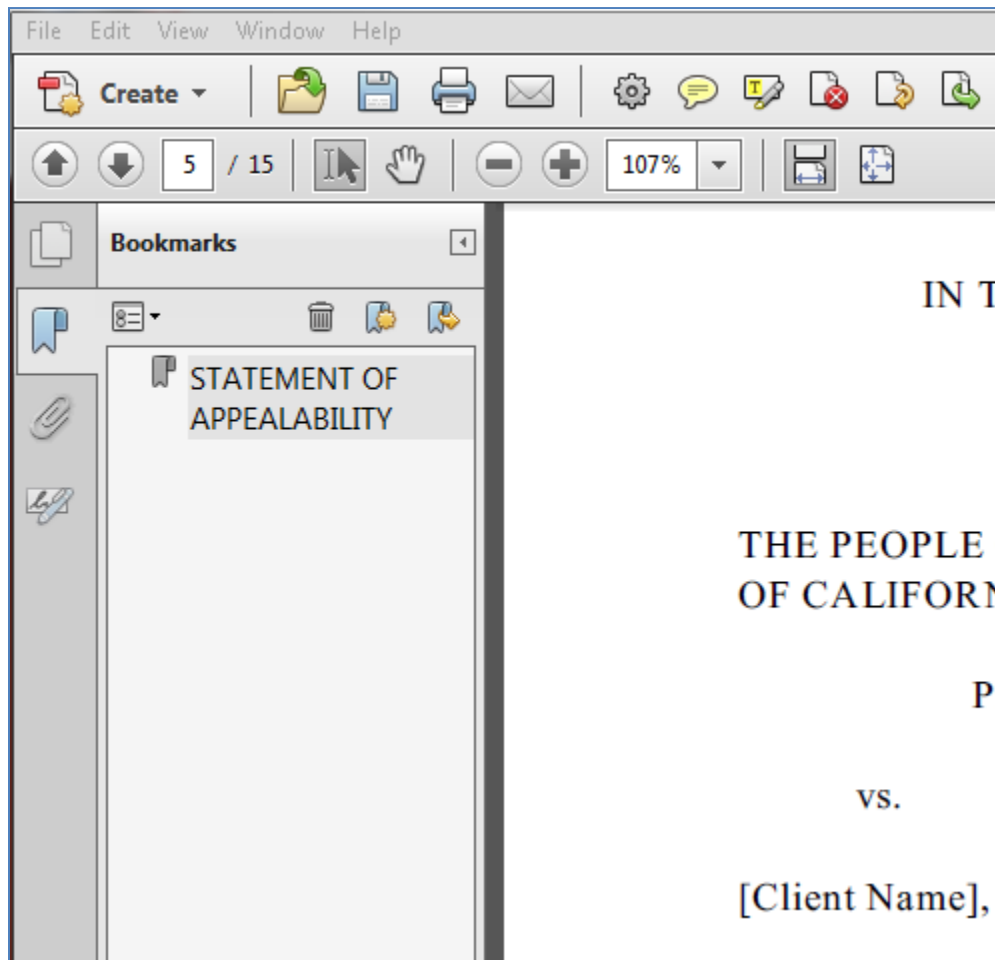 File Edit View Window Help
Create
5 / 15 107%
Bookmarks
STATEMENT OF
APPEALABILITY
IN T
THE PEOPLE
OF CALIFORN
P
vs.
[Client Name],